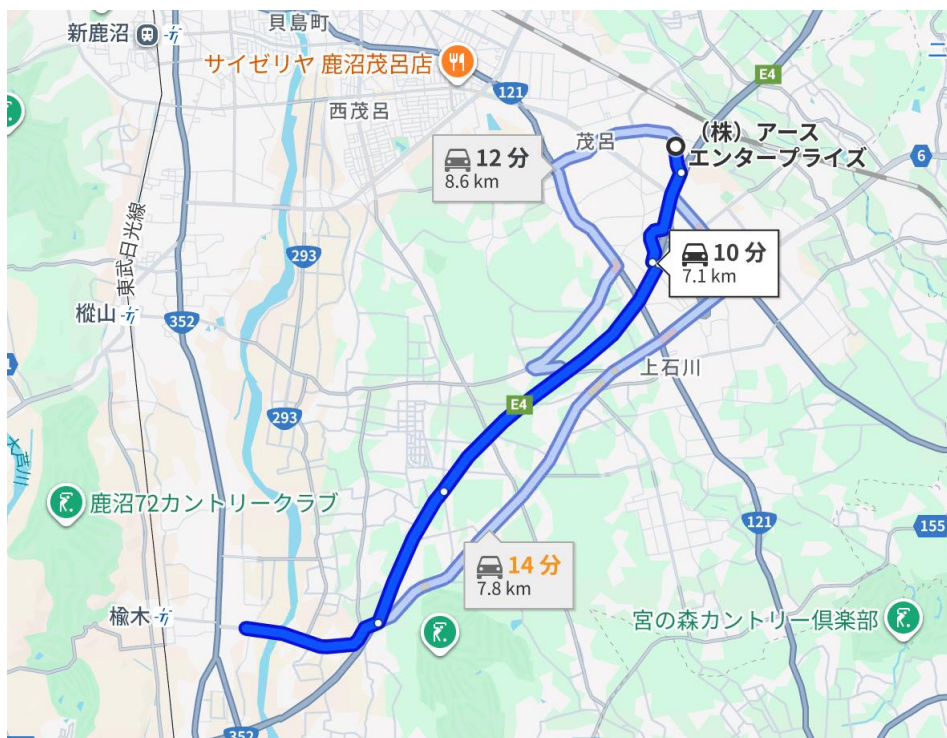 貝島町
新鹿沼
サイゼリヤ 鹿沼茂呂店
E4
121
西茂呂
茂呂
(株)アース
エンタープライズ
6
12 分
8.6 km
東武日光線
293
10 分
7.1 km
樅山
352
上石川
E4
293
鹿沼72カントリークラブ
121
155
14 分
7.8 km
楡木
宮の森カントリー倶楽部
352